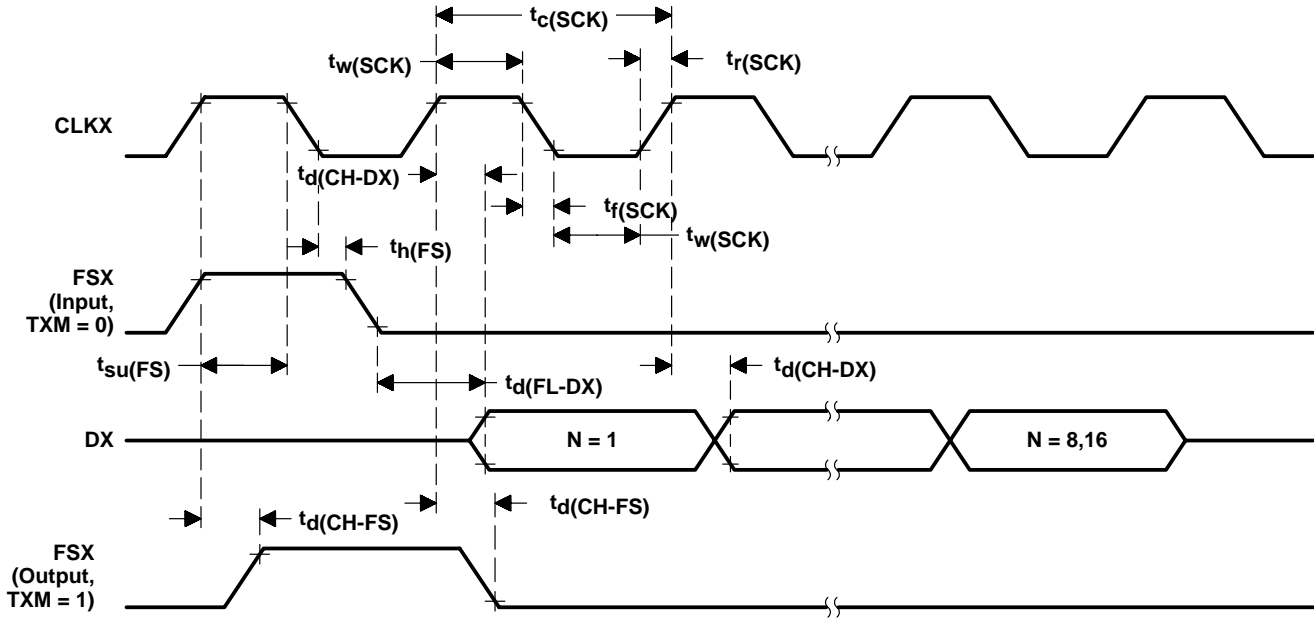 tc(SCK)
tw(SCK)
tr(SCK)
CLKX
td(CH-DX)
tf(SCK)
th(FS)
tw(SCK)
FSX
(Input,
TXM = 0)
tsu(FS)
td(CH-DX)
td(FL-DX)
DX
N = 1
N = 8,16
td(CH-FS)
td(CH-FS)
FSX
(Output,
TXM = 1)